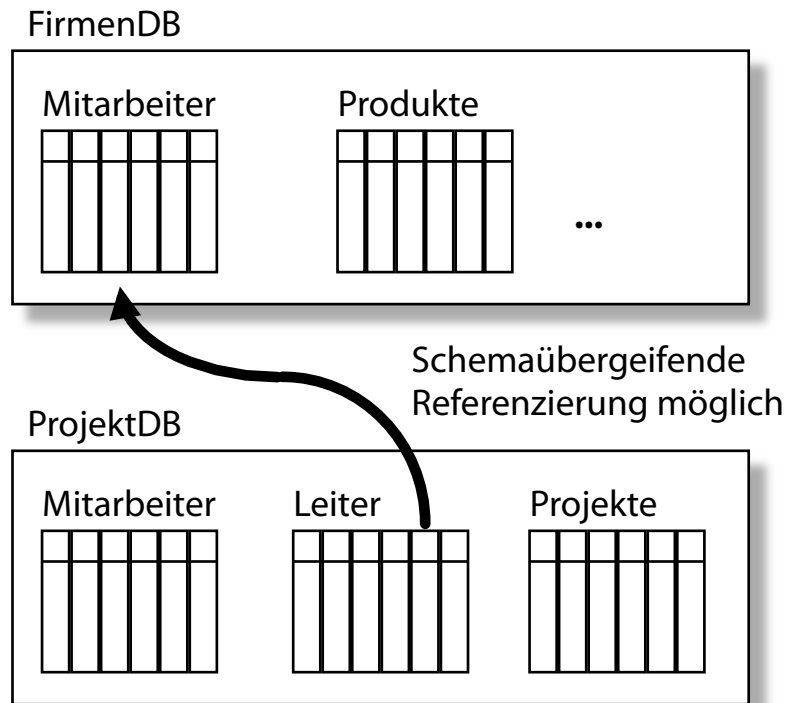 FirmenDB
Mitarbeiter
Produkte
...
Schemaübergeifende
Referenzierung möglich
ProjektDB
Mitarbeiter
Leiter
Projekte